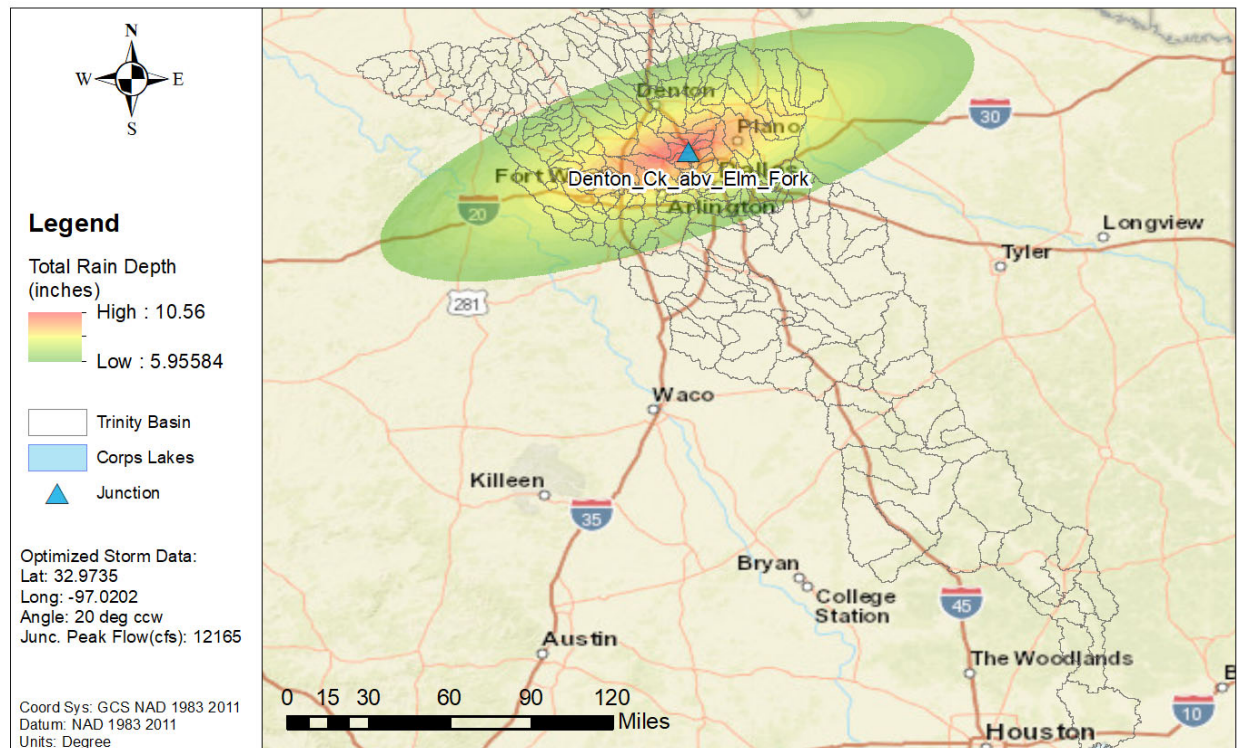 N
W E
S
Legend
Total Rain Depth
(inches)
High : 10.56
Low : 5.95584
Trinity Basin
Corps Lakes
Junction
Optimized Storm Data:
Lat: 32.9735
Long: -97.0202
Angle: 20 deg ccw
Junc. Peak Flow(cfs): 12165
Coord Sys: GCS NAD 1983 2011
Datum: NAD 1983 2011
Units: Degree
Denton
30
Plano
Dallas
Fort W
Denton_Ck_abv_Elm_Fork
20
Arlington
Longview
Tyler
281
Waco
Killeen
35
Bryan
College
Station
45
Austin
The Woodlands
B
10
Houston
0 15 30 60 90 120
Miles